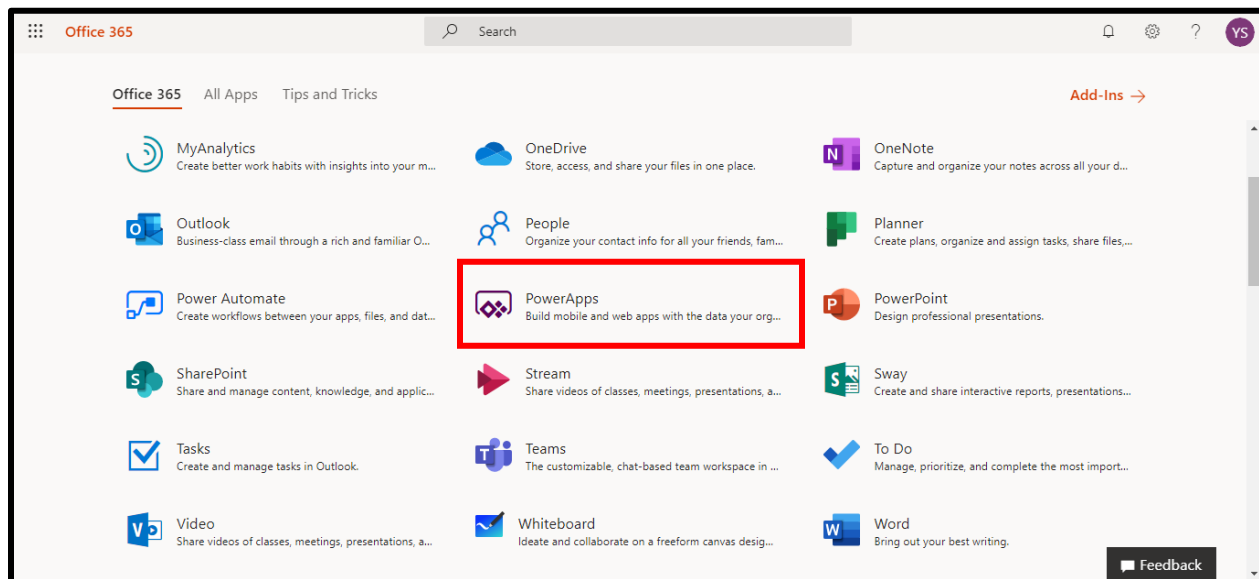 Office 365
Search
YS
Office 365 All Apps Tips and Tricks
Add-Ins →
MyAnalytics
Create better work habits with insights into your m...
OneDrive
Store, access, and share your files in one place.
N
OneNote
Capture and organize your notes across all your d...
o
Outlook
Business-class email through a rich and familiar O...
People
Organize your contact info for all your friends, fam...
Planner
Create plans, organize and assign tasks, share files,...
Power Automate
Create workflows between your apps, files, and dat...
PowerApps
Build mobile and web apps with the data your org...
P
PowerPoint
Design professional presentations.
S
SharePoint
Share and manage content, knowledge, and applic...
Stream
Share videos of classes, meetings, presentations, a...
S
Sway
Create and share interactive reports, presentations...
Tasks
Create and manage tasks in Outlook.
T
Teams
The customizable, chat-based team workspace in ...
To Do
Manage, prioritize, and complete the most import...
V
Video
Share videos of classes, meetings, presentations, a...
Whiteboard
Ideate and collaborate on a freeform canvas desig...
W
Word
Bring out your best writing.
Feedback